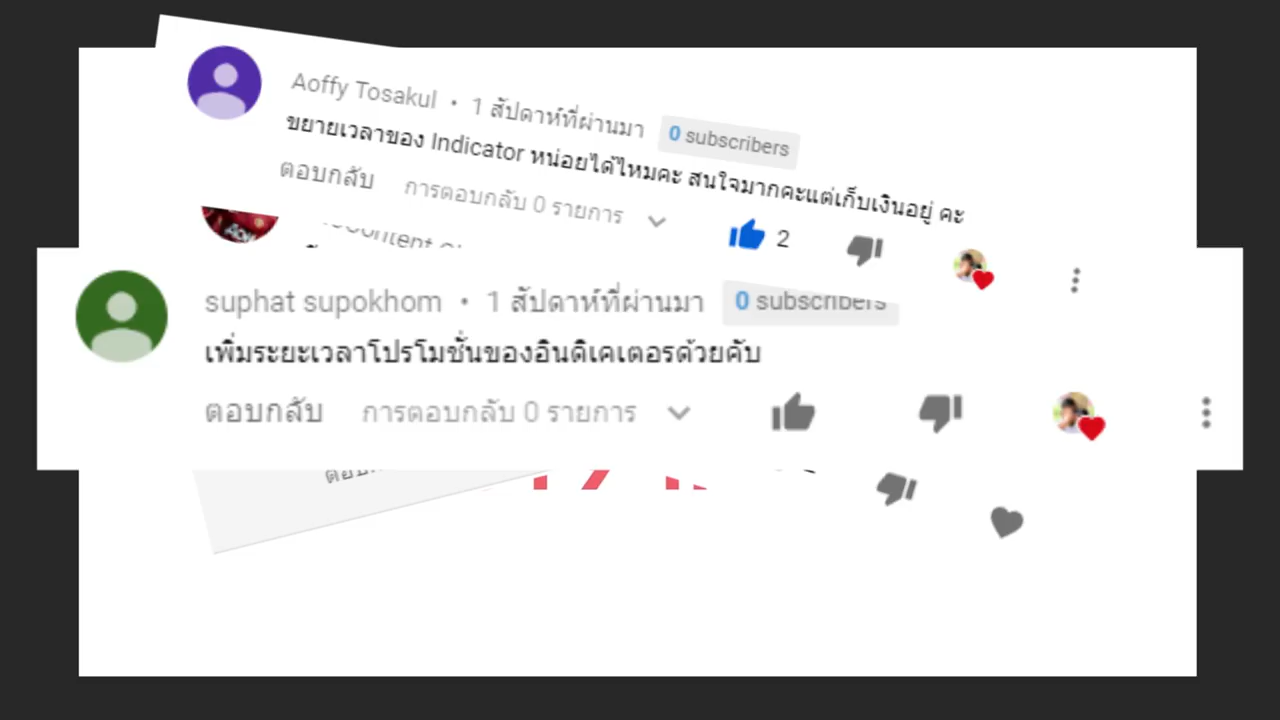 Aoffy Tosakul • 1 สัปดาห์ที่ผ่านมา 0 subscribers
ขยายเวลาของ Indicator หน่อยได้ไหมคะ สนใจมากคะแต่เก็บเงินอยู่ คะ
ตอบกลับ การตอบกลับ 0 รายการ 2
suphat supokhom • 1 สัปดาห์ที่ผ่านมา 0 subscribers
เพิ่มระยะเวลาโปรโมชั่นของอินดิเคเตอรด้วยคับ
ตอบกลับ การตอบกลับ 0 รายการ